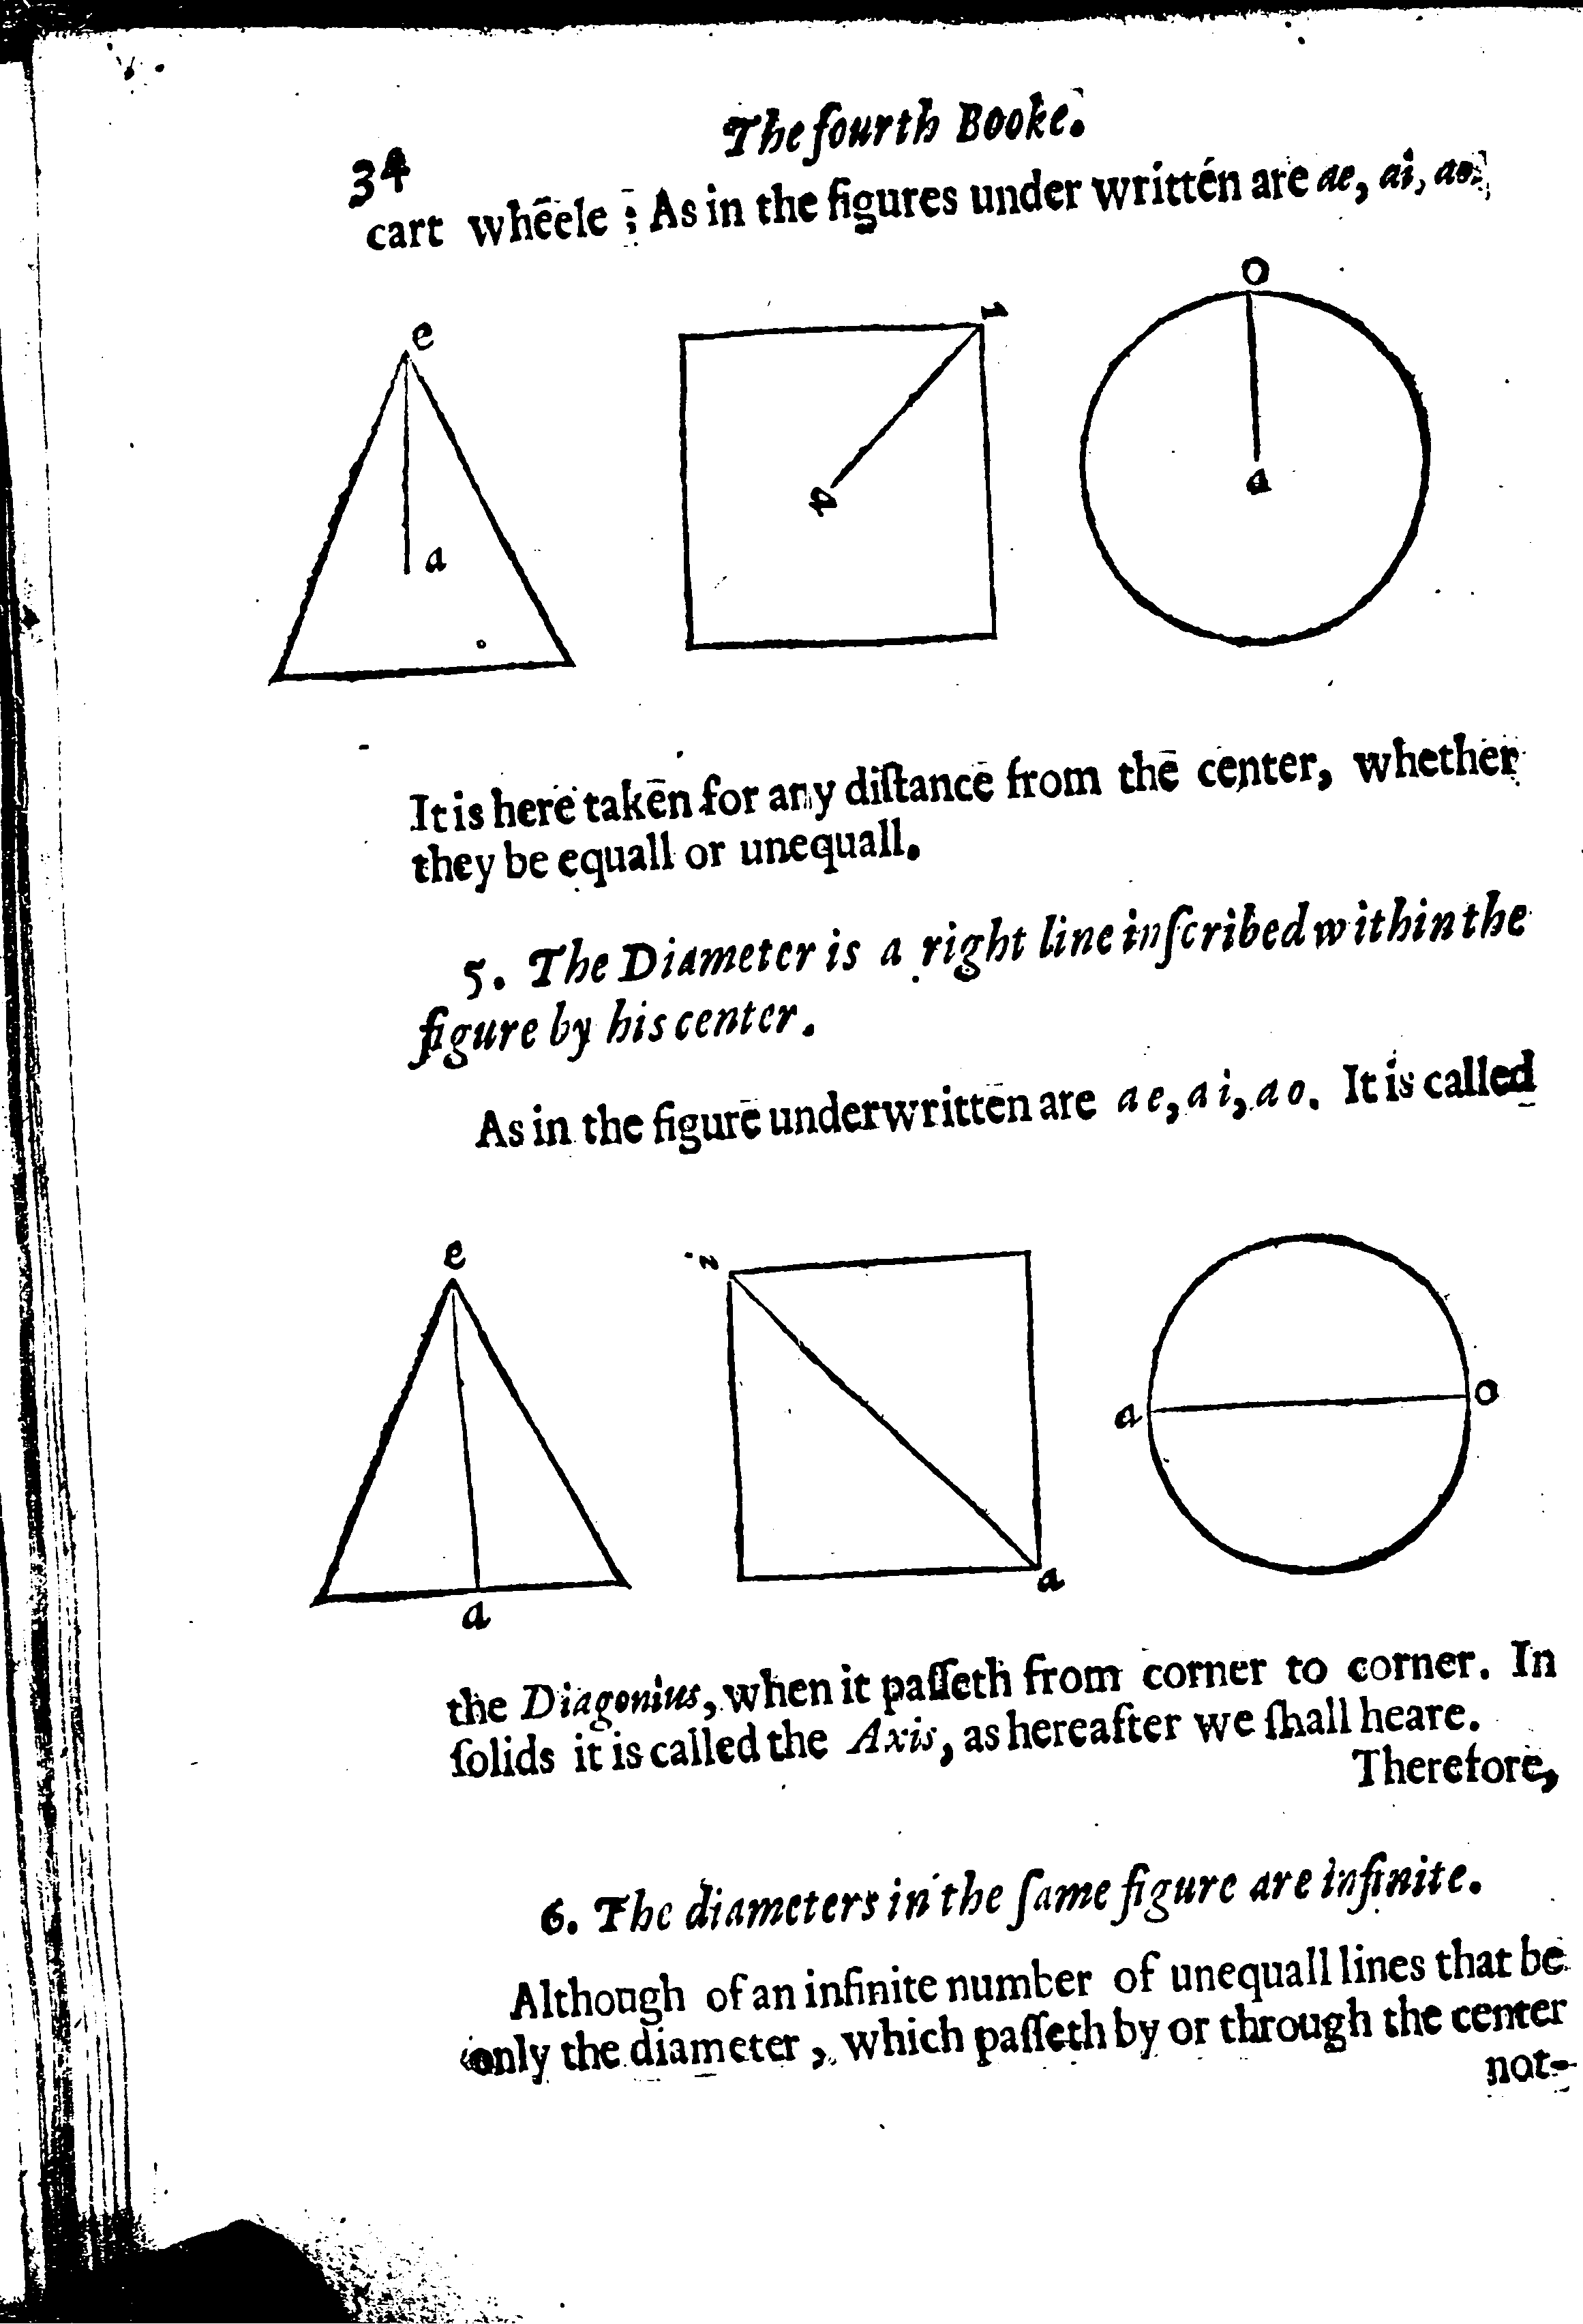 The fourth Booke.
34
cart wheele : As in the figures under written are ae, ai, ao.
e
a
i
a
o
a
It is here taken for any diſtance from the center, whether
they be equall or unequall.
5. The Diameter is a right line inſcribed within the
figure by his center.
As in the figure underwritten are ae, ai, ao. It is called
e
a
i
a
a
o
the Diagonius, when it paſſeth from corner to corner. In
ſolids it is called the Axis, as hereafter we ſhall heare.
Therefore,
6. The diameters in the ſame figure are infinite.
Although of an infinite number of unequall lines that be
only the diameter, which paſſeth by or through the center
not-